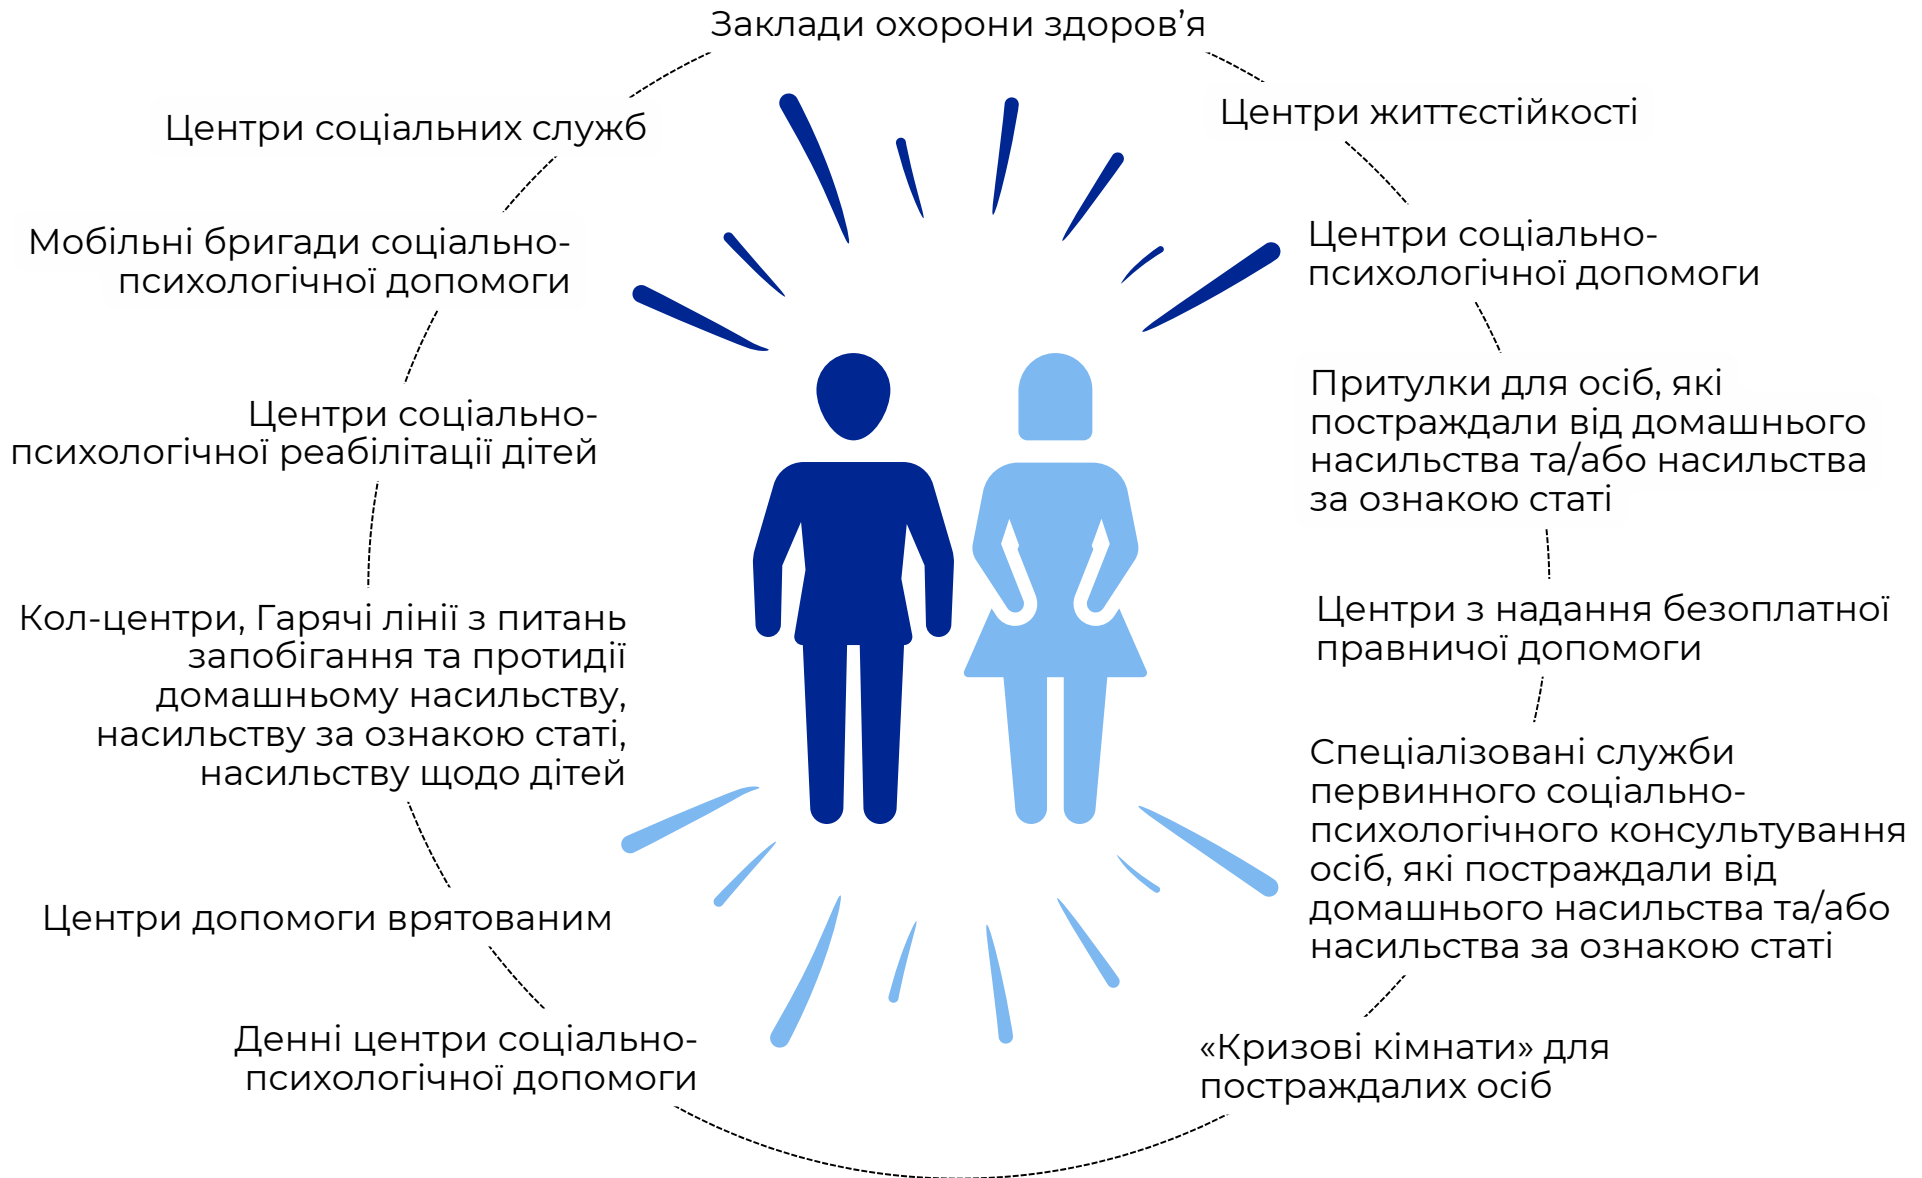 Заклади охорони здоров’я
Центри життєстійкості
Центри соціально-
психологічної допомоги
Притулки для осіб, які
постраждали від домашнього
насильства та/або насильства
за ознакою статі
Центри з надання безоплатної
правничої допомоги
Спеціалізовані служби
первинного соціально-
психологічного консультування
осіб, які постраждали від
домашнього насильства та/або
насильства за ознакою статі
«Кризові кімнати» для
постраждалих осіб
Денні центри соціально-
психологічної допомоги
Центри допомоги врятованим
Кол-центри, Гарячі лінії з питань
запобігання та протидії
домашньому насильству,
насильству за ознакою статі,
насильству щодо дітей
Центри соціально-
психологічної реабілітації дітей
Мобільні бригади соціально-
психологічної допомоги
Центри соціальних служб